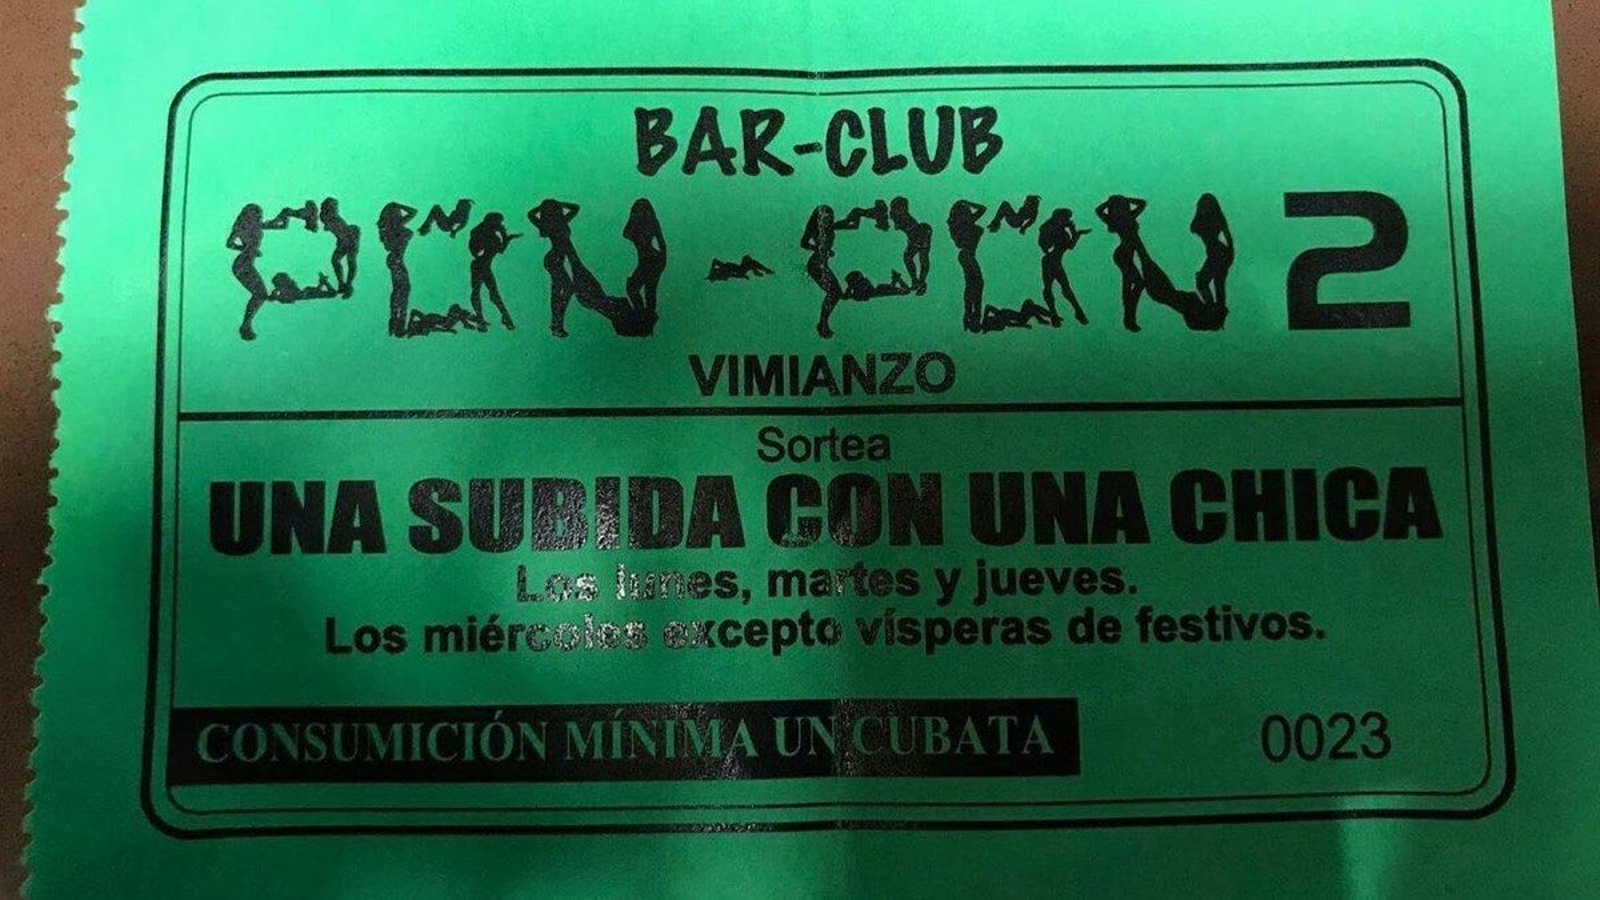 BAR-CLUB
PON-PON 2
VIMIANZO
Sortea
UNA SUBIDA CON UNA CHICA
Los lunes, martes y jueves.
Los miércoles excepto vísperas de festivos.
CONSUMICIÓN MÍNIMA UN CUBATA
0023